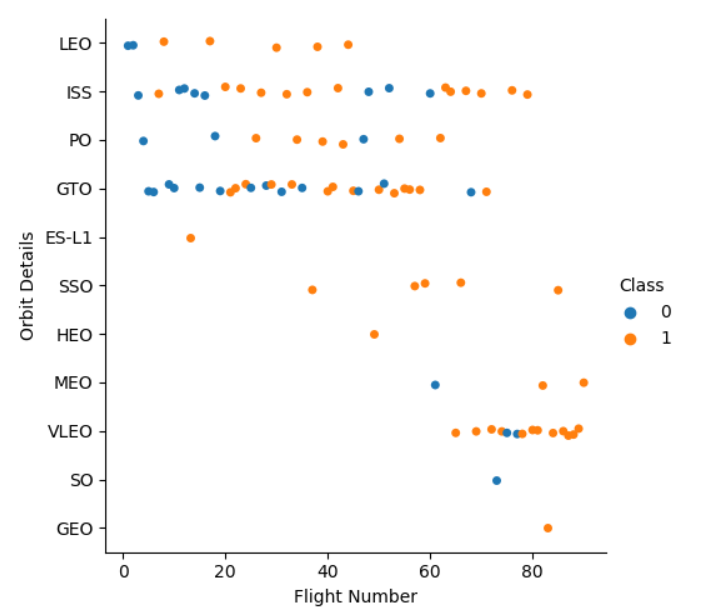 LEO
ISS
PO
GTO
ES-L1
SSO
HEO
MEO
VLEO
SO
GEO
Orbit Details
0 20 40 60 80
Flight Number
Class
0
1